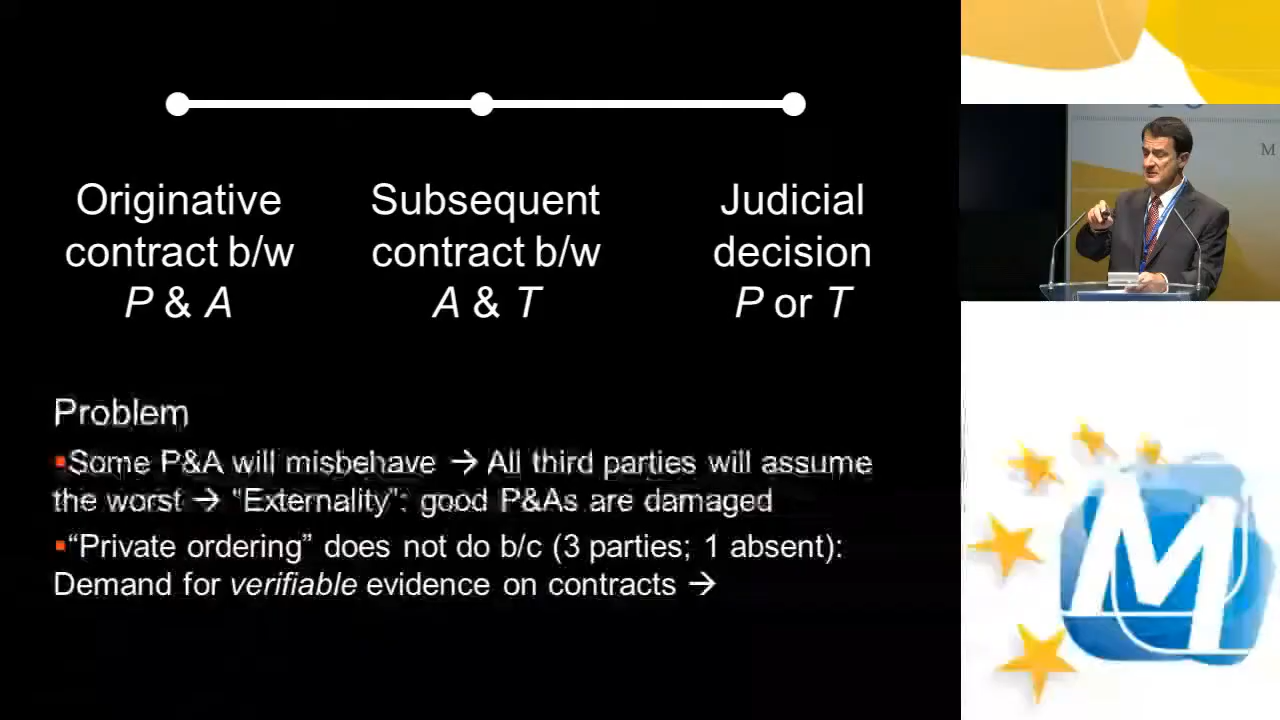 Originative
contract b/w
P & A
Subsequent
contract b/w
A & T
Judicial
decision
P or T
Problem
▪Some P&A will misbehave → All third parties will assume
the worst → "Externality": good P&As are damaged
▪“Private ordering” does not do b/c (3 parties; 1 absent):
Demand for verifiable evidence on contracts →
M
M